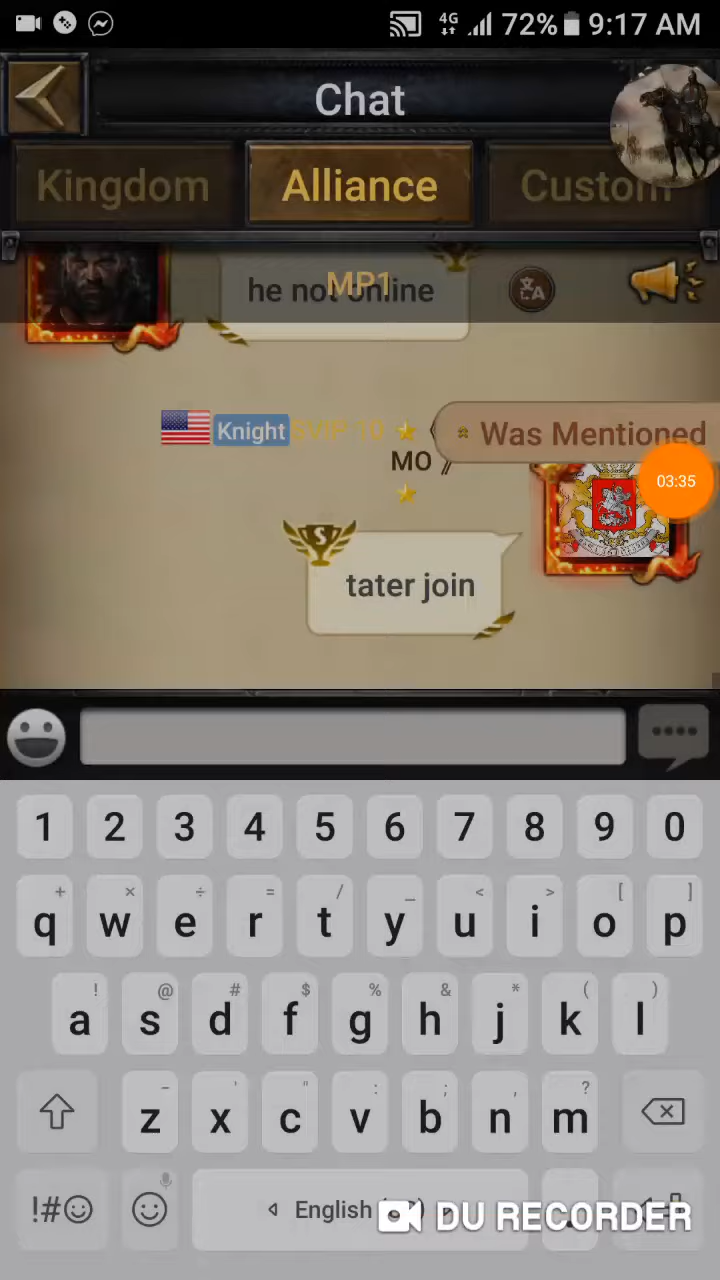 4G 72% 9:17 AM
Chat
Kingdom Alliance Custom
MP1
he not online
Knight SVIP 10 Was Mentioned
MO
03:35
S
tater join
1 2 3 4 5 6 7 8 9 0
+ × ÷ = / _ < > [ ]
q w e r t y u i o p
! @ # $ % & * ( )
a s d f g h j k l
- ' " : ; , ?
z x c v b n m
!# English
DU RECORDER